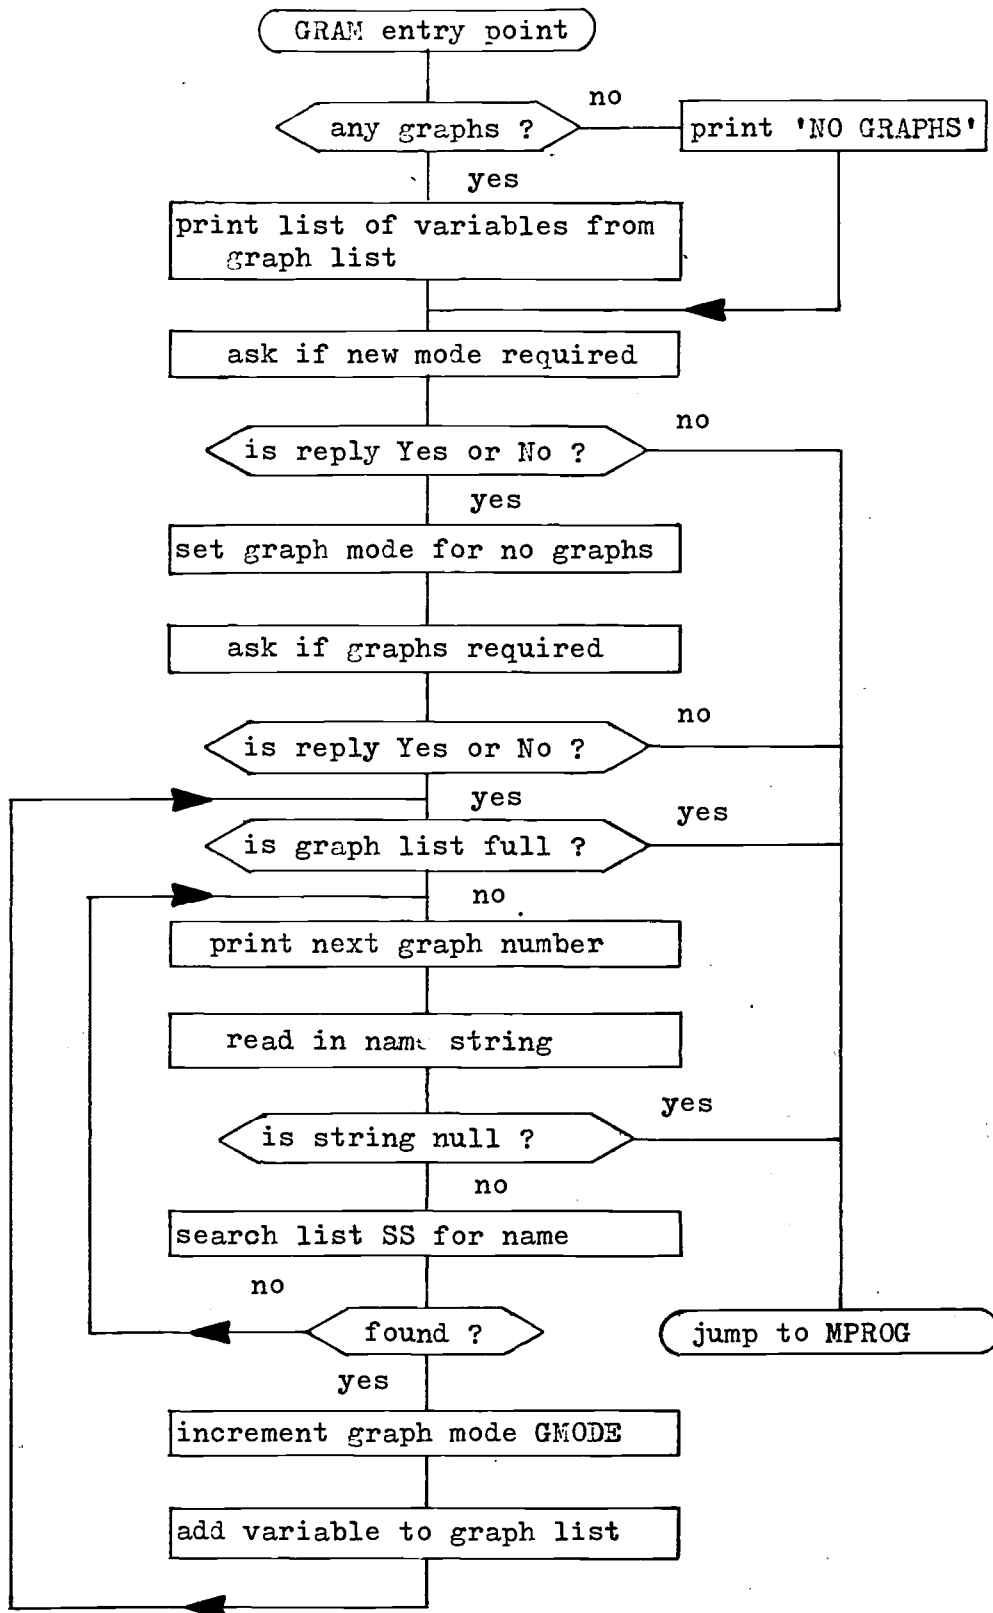 GRAM entry point
no
any graphs ?
print 'NO GRAPHS'
yes
print list of variables from
graph list
ask if new mode required
no
is reply Yes or No ?
yes
set graph mode for no graphs
ask if graphs required
no
is reply Yes or No ?
yes
yes
is graph list full ?
no
print next graph number
read in name string
yes
is string null ?
no
search list SS for name
no
found ?
jump to MPROG
yes
increment graph mode GMODE
add variable to graph list